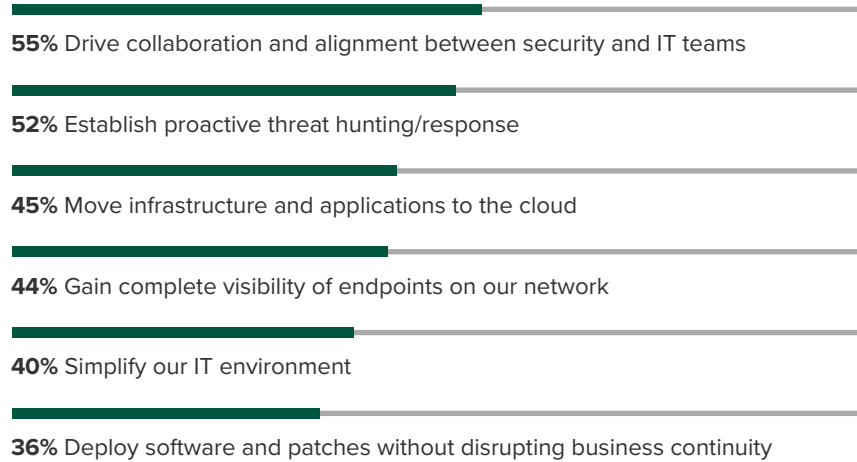 55% Drive collaboration and alignment between security and IT teams
52% Establish proactive threat hunting/response
45% Move infrastructure and applications to the cloud
44% Gain complete visibility of endpoints on our network
40% Simplify our IT environment
36% Deploy software and patches without disrupting business continuity